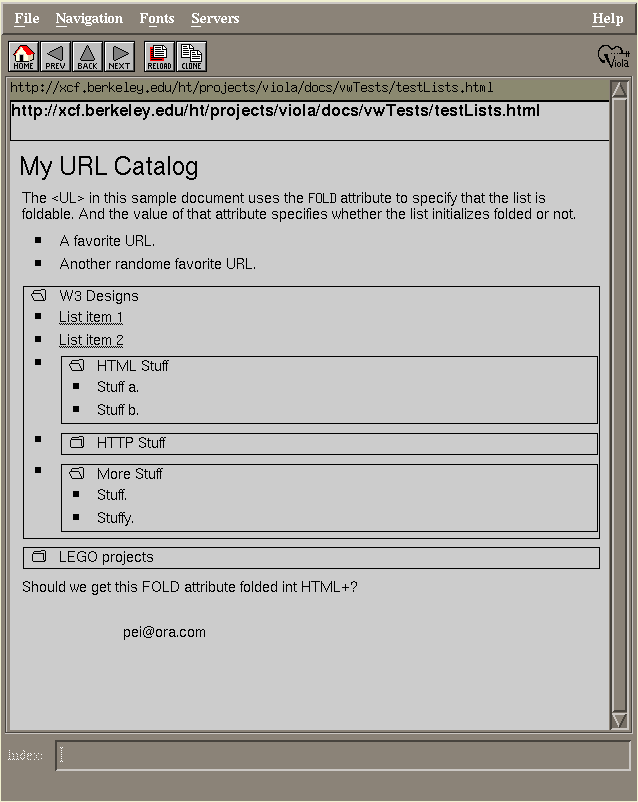 File Navigation Fonts Servers Help
HOME PREV BACK NEXT RELOAD CLONE Viola
http://xcf.berkeley.edu/ht/projects/viola/docs/vwTests/testLists.html
http://xcf.berkeley.edu/ht/projects/viola/docs/vwTests/testLists.html
My URL Catalog
The <UL> in this sample document uses the FOLD attribute to specify that the list is
foldable. And the value of that attribute specifies whether the list initializes folded or not.
A favorite URL.
Another randome favorite URL.
W3 Designs
List item 1
List item 2
HTML Stuff
Stuff a.
Stuff b.
HTTP Stuff
More Stuff
Stuff.
Stuffy.
LEGO projects
Should we get this FOLD attribute folded int HTML+?
pei@ora.com
Index: